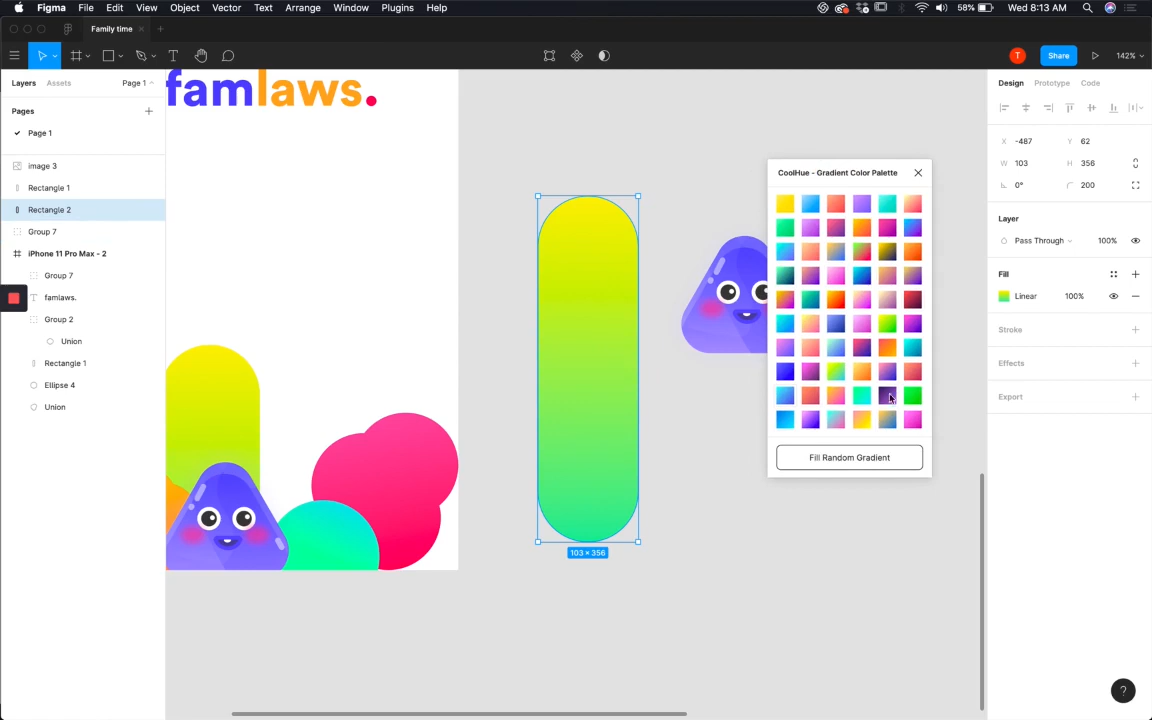 Figma File Edit View Object Vector Text Arrange Window Plugins Help 58% Wed 8:13 AM
Family time
T Share 142%
Layers Assets Page 1
Pages
Page 1
image 3
Rectangle 1
Rectangle 2
Group 7
iPhone 11 Pro Max - 2
Group 7
famlaws.
Group 2
Union
Rectangle 1
Ellipse 4
Union
famlaws.
103 × 356
CoolHue - Gradient Color Palette
Fill Random Gradient
Design Prototype Code
X -487 Y 62
W 103 H 356
0° 200
Layer
Pass Through 100%
Fill
Linear 100%
Stroke
Effects
Export
?